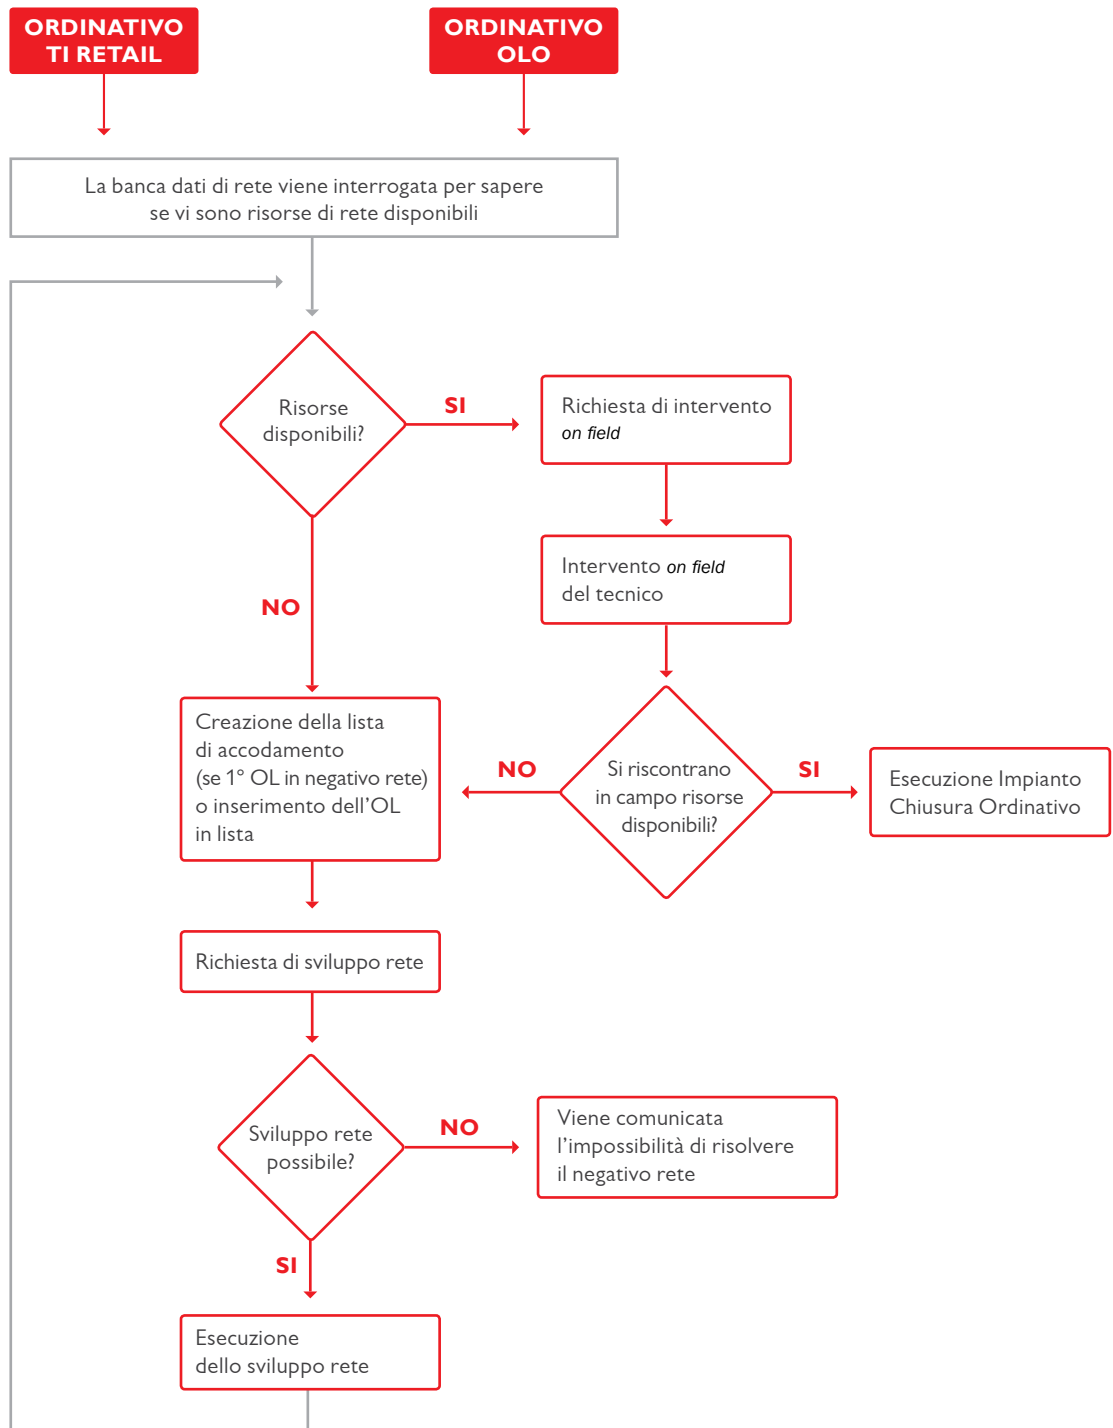 ORDINATIVO
TI RETAIL
ORDINATIVO
OLO
La banca dati di rete viene interrogata per sapere
se vi sono risorse di rete disponibili
Risorse
disponibili?
SI
Richiesta di intervento
on field
Intervento on field
del tecnico
NO
Creazione della lista
di accodamento
(se 1° OL in negativo rete)
o inserimento dell’OL
in lista
NO
Si riscontrano
in campo risorse
disponibili?
SI
Esecuzione Impianto
Chiusura Ordinativo
Richiesta di sviluppo rete
Sviluppo rete
possibile?
NO
Viene comunicata
l’impossibilità di risolvere
il negativo rete
SI
Esecuzione
dello sviluppo rete